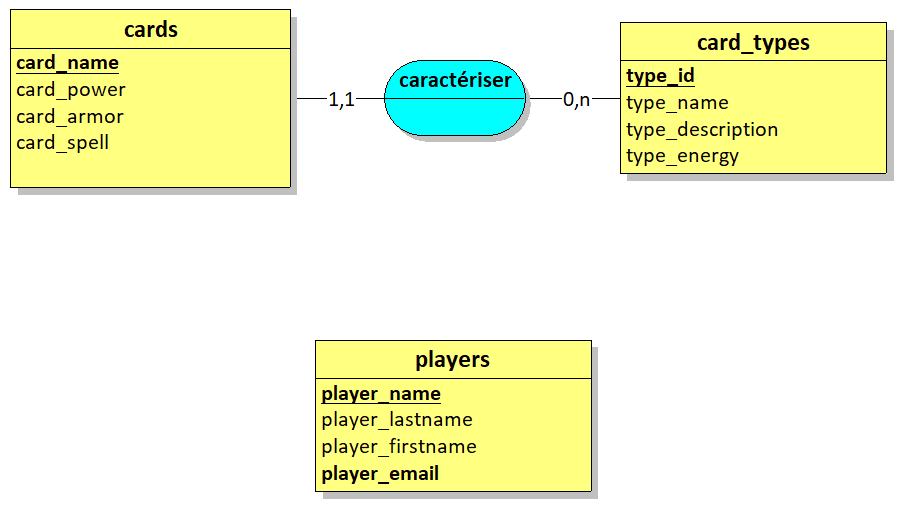 cards
card_name
card_power
card_armor
card_spell
1,1
caractériser
0,n
card_types
type_id
type_name
type_description
type_energy
players
player_name
player_lastname
player_firstname
player_email